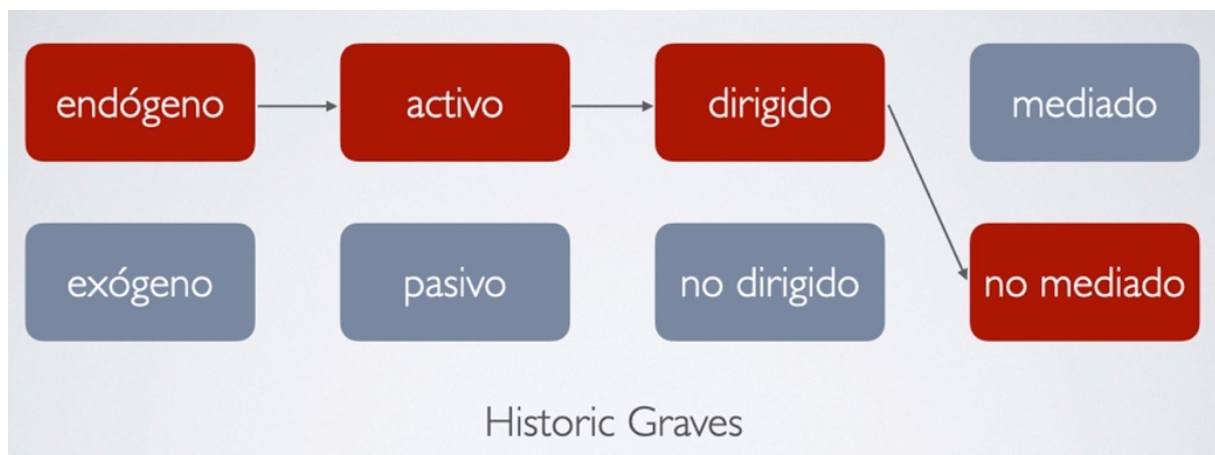 endógeno
activo
dirigido
mediado
exógeno
pasivo
no dirigido
no mediado
Historic Graves